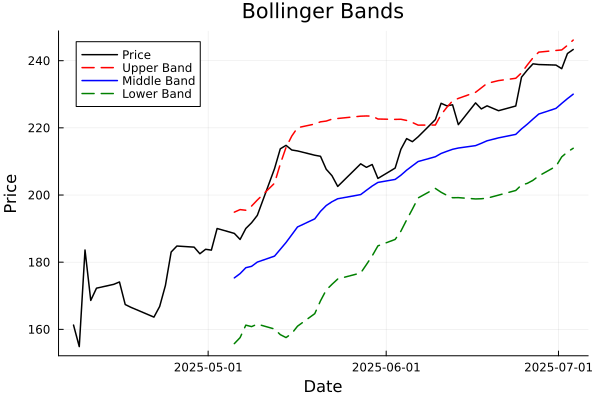 Bollinger Bands
Price
Upper Band
Middle Band
Lower Band
240
220
200
180
160
Price
2025-05-01
2025-06-01
2025-07-01
Date